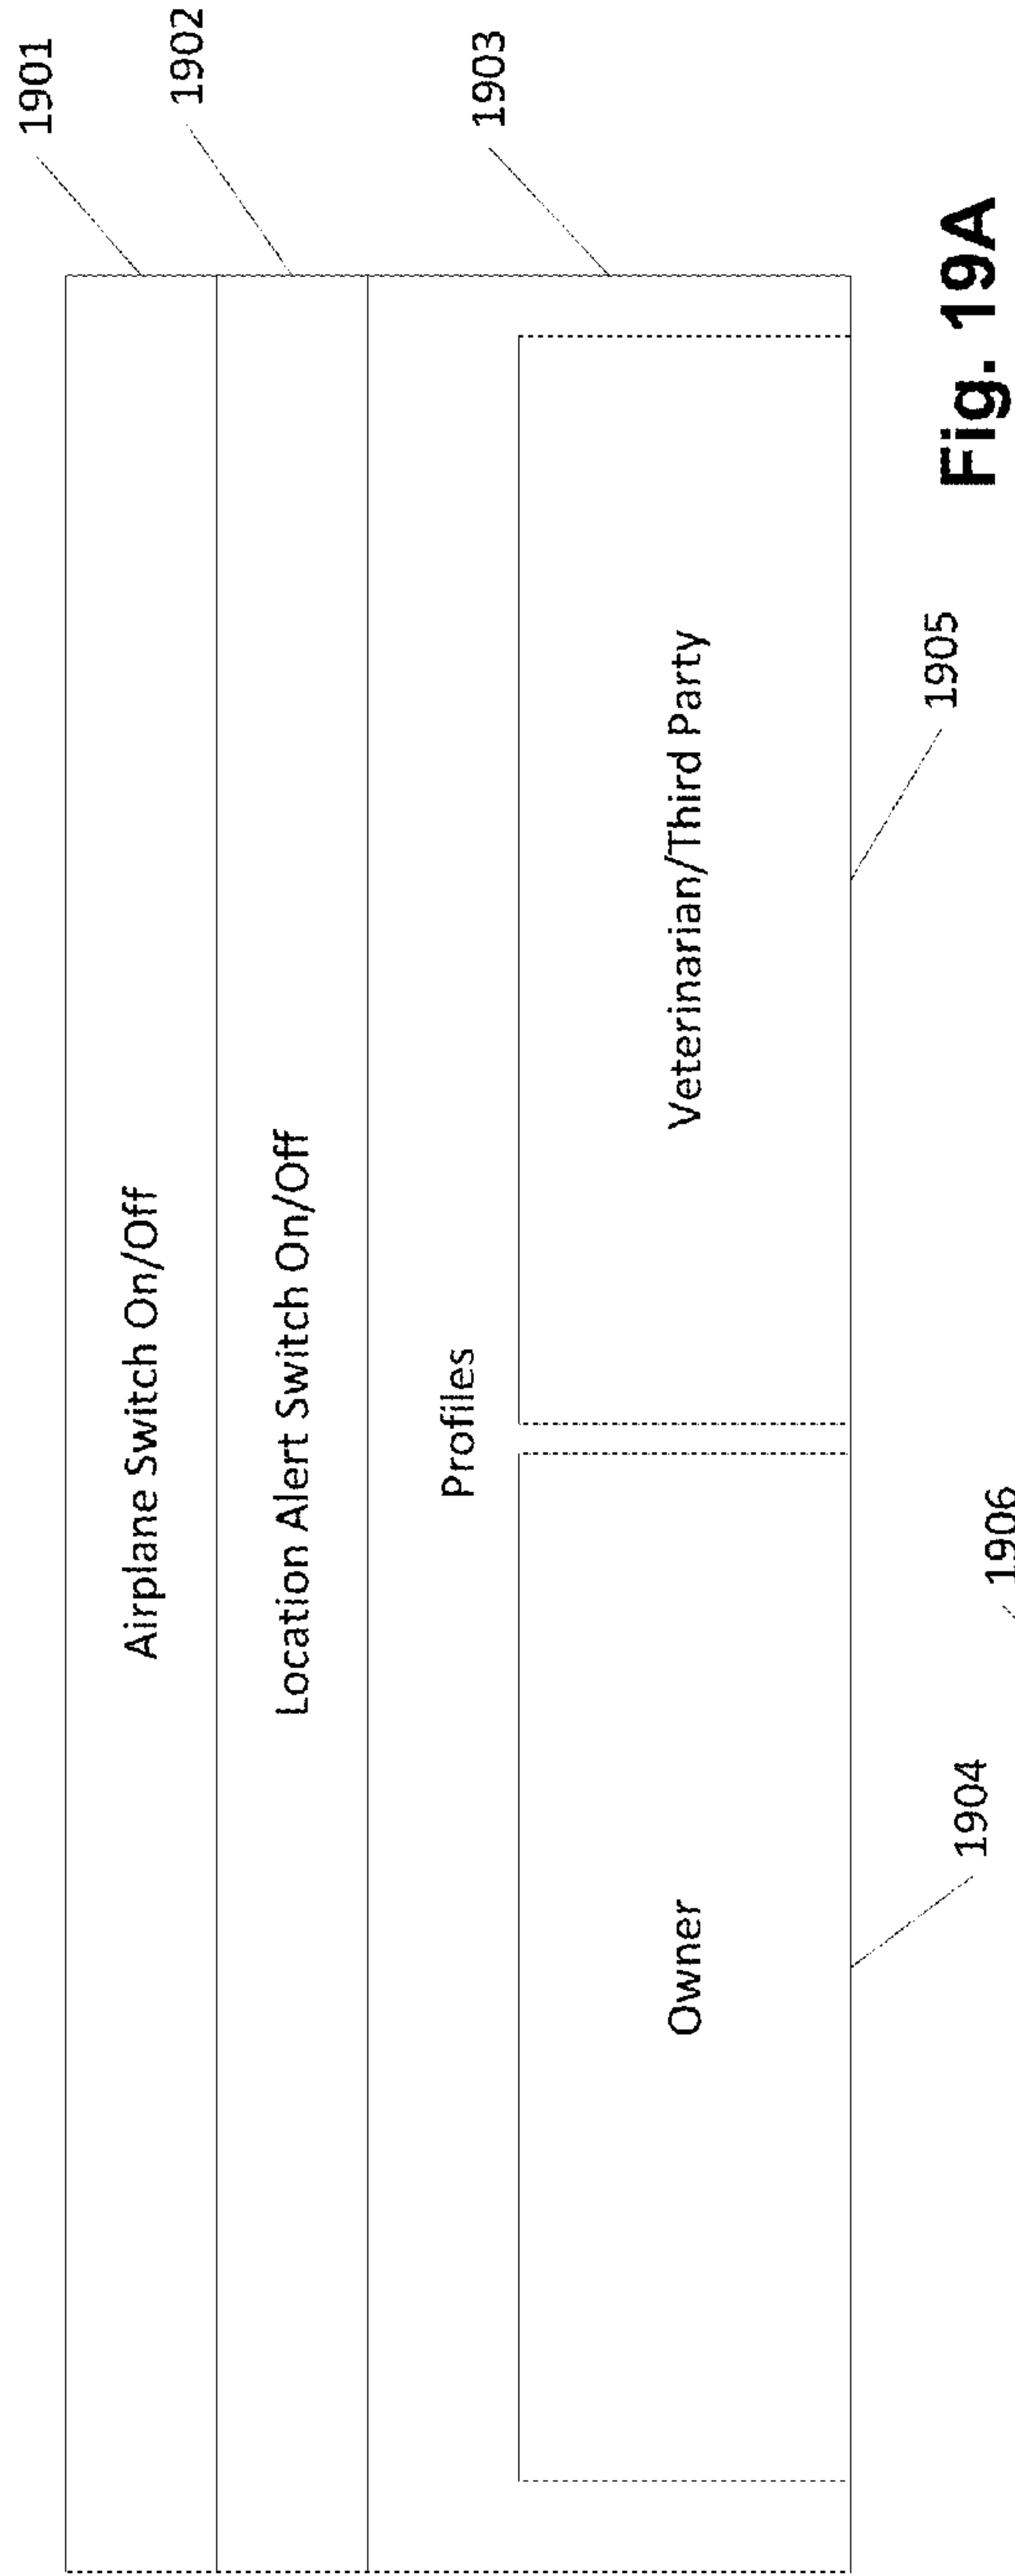 1901
Airplane Switch On/Off
1902
Location Alert Switch On/Off
1903
Profiles
Owner
Veterinarian/Third Party
1904
1905
1906
Fig. 19A